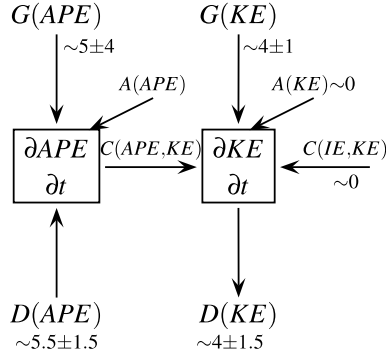 G(APE) G(KE)
~5±4 ~4±1
A(APE) A(KE)~0
∂APE C(APE,KE) ∂KE C(IE,KE)
∂t ∂t ~0
D(APE) D(KE)
~5.5±1.5 ~4±1.5